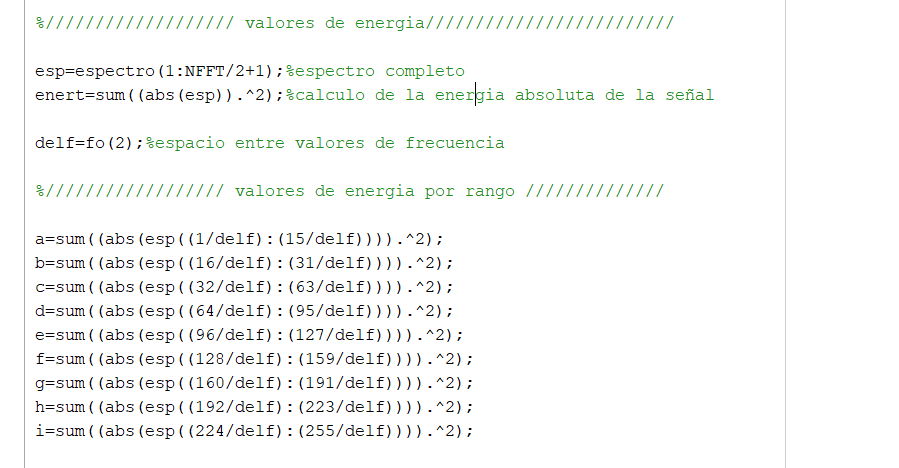 %/////////////////// valores de energia/////////////////////////
esp=espectro(1:NFFT/2+1);%espectro completo
enert=sum((abs(esp)).^2);%calculo de la energia absoluta de la señal
delf=fo(2);%espacio entre valores de frecuencia
%////////////////// valores de energia por rango //////////////
a=sum((abs(esp((1/delf):(15/delf)))).^2);
b=sum((abs(esp((16/delf):(31/delf)))).^2);
c=sum((abs(esp((32/delf):(63/delf)))).^2);
d=sum((abs(esp((64/delf):(95/delf)))).^2);
e=sum((abs(esp((96/delf):(127/delf)))).^2);
f=sum((abs(esp((128/delf):(159/delf)))).^2);
g=sum((abs(esp((160/delf):(191/delf)))).^2);
h=sum((abs(esp((192/delf):(223/delf)))).^2);
i=sum((abs(esp((224/delf):(255/delf)))).^2);